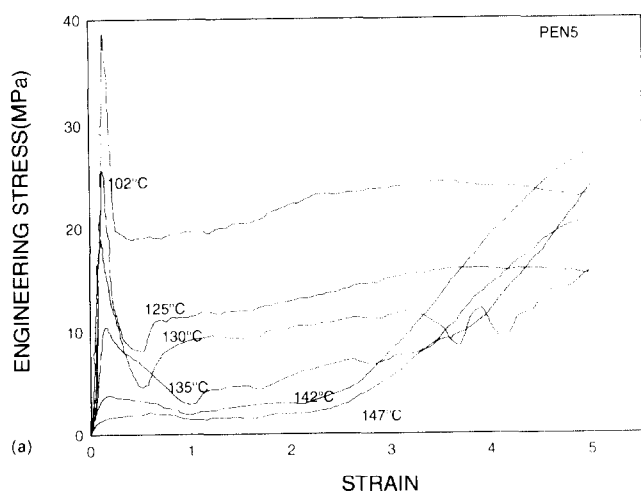 40
PEN5
30
102°C
20
125°C
130°C
10
135°C
142°C
147°C
0
(a)
0 1 2 3 4 5
STRAIN
ENGINEERING STRESS(MPa)